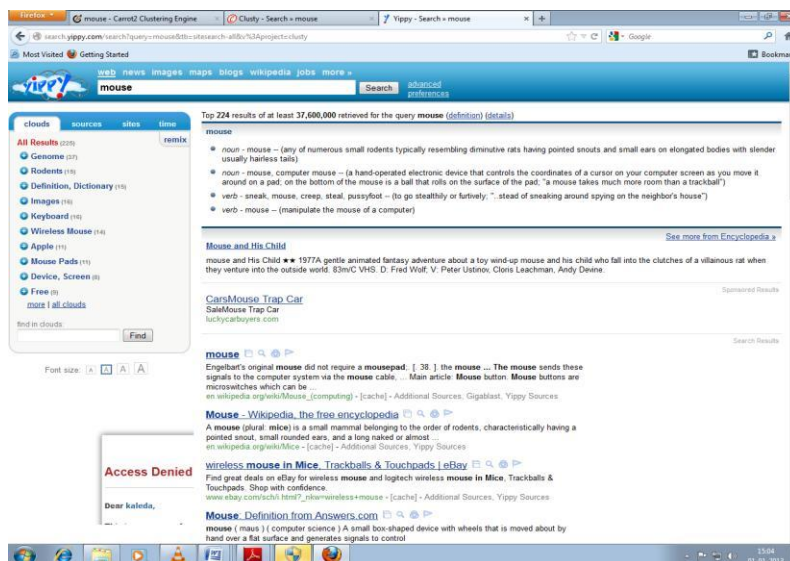 Firefox
mouse - Carrot2 Clustering Engine
Clusty - Search » mouse
Yippy - Search » mouse
search.yippy.com/search?query=mouse&tb=sitesearch-all&v%3Aproject=clusty
Google
Most Visited Getting Started
Bookma
web news images maps blogs wikipedia jobs more »
yippy!
mouse
Search
advanced
preferences
clouds sources sites time
remix
All Results (225)
Genome (37)
Rodents (19)
Definition, Dictionary (15)
Images (16)
Keyboard (16)
Wireless Mouse (14)
Apple (11)
Mouse Pads (11)
Device, Screen (8)
Free (9)
more | all clouds
find in clouds:
Find
Font size: A A A A
Access Denied
Dear kaleda,
Top 224 results of at least 37,600,000 retrieved for the query mouse (definition) (details)
mouse
noun - mouse -- (any of numerous small rodents typically resembling diminutive rats having pointed snouts and small ears on elongated bodies with slender
usually hairless tails)
noun - mouse, computer mouse -- (a hand-operated electronic device that controls the coordinates of a cursor on your computer screen as you move it
around on a pad; on the bottom of the mouse is a ball that rolls on the surface of the pad; "a mouse takes much more room than a trackball")
verb - sneak, mouse, creep, steal, pussyfoot -- (to go stealthily or furtively; "..stead of sneaking around spying on the neighbor's house")
verb - mouse -- (manipulate the mouse of a computer)
See more from Encyclopedia »
Mouse and His Child
mouse and His Child ★★ 1977A gentle animated fantasy adventure about a toy wind-up mouse and his child who fall into the clutches of a villainous rat when
they venture into the outside world. 83m/C VHS. D: Fred Wolf; V: Peter Ustinov, Cloris Leachman, Andy Devine.
Sponsored Results
CarsMouse Trap Car
SaleMouse Trap Car
luckycarbuyers.com
Search Results
mouse
Engelbart's original mouse did not require a mousepad;. [. 38. ]. the mouse ... The mouse sends these
signals to the computer system via the mouse cable, ... Main article: Mouse button. Mouse buttons are
microswitches which can be ...
en.wikipedia.org/wiki/Mouse_(computing) - [cache] - Additional Sources, Gigablast, Yippy Sources
Mouse - Wikipedia, the free encyclopedia
A mouse (plural: mice) is a small mammal belonging to the order of rodents, characteristically having a
pointed snout, small rounded ears, and a long naked or almost ...
en.wikipedia.org/wiki/Mice - [cache] - Additional Sources, Yippy Sources
wireless mouse in Mice, Trackballs & Touchpads | eBay
Find great deals on eBay for wireless mouse and logitech wireless mouse in Mice, Trackballs &
Touchpads. Shop with confidence.
www.ebay.com/sch/i.html?_nkw=wireless+mouse - [cache] - Additional Sources, Yippy Sources
Mouse: Definition from Answers.com
mouse ( maus ) ( computer science ) A small box-shaped device with wheels that is moved about by
hand over a flat surface and generates signals to control
15:04